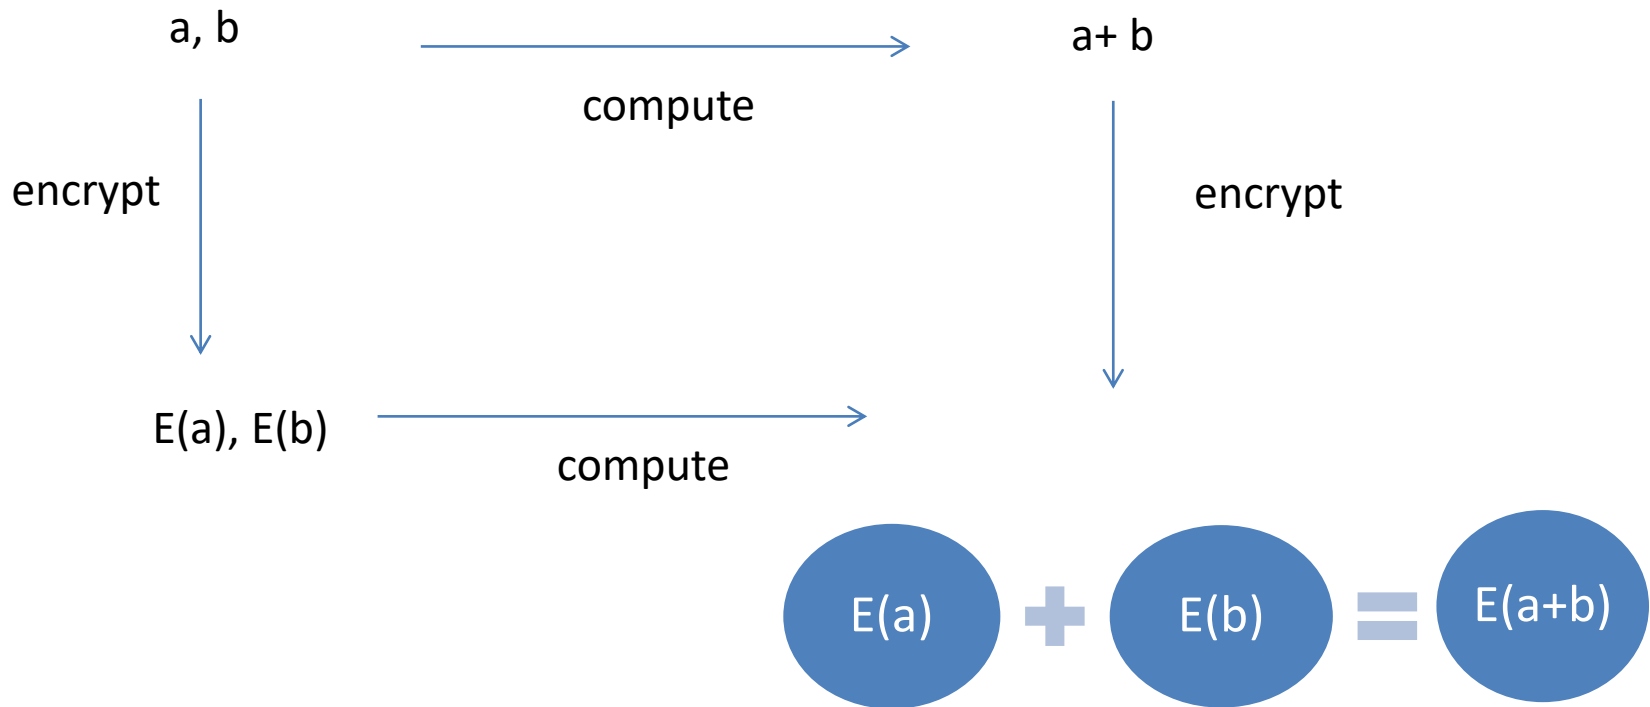 a, b
a+ b
compute
encrypt
encrypt
E(a), E(b)
compute
E(a) + E(b) = E(a+b)